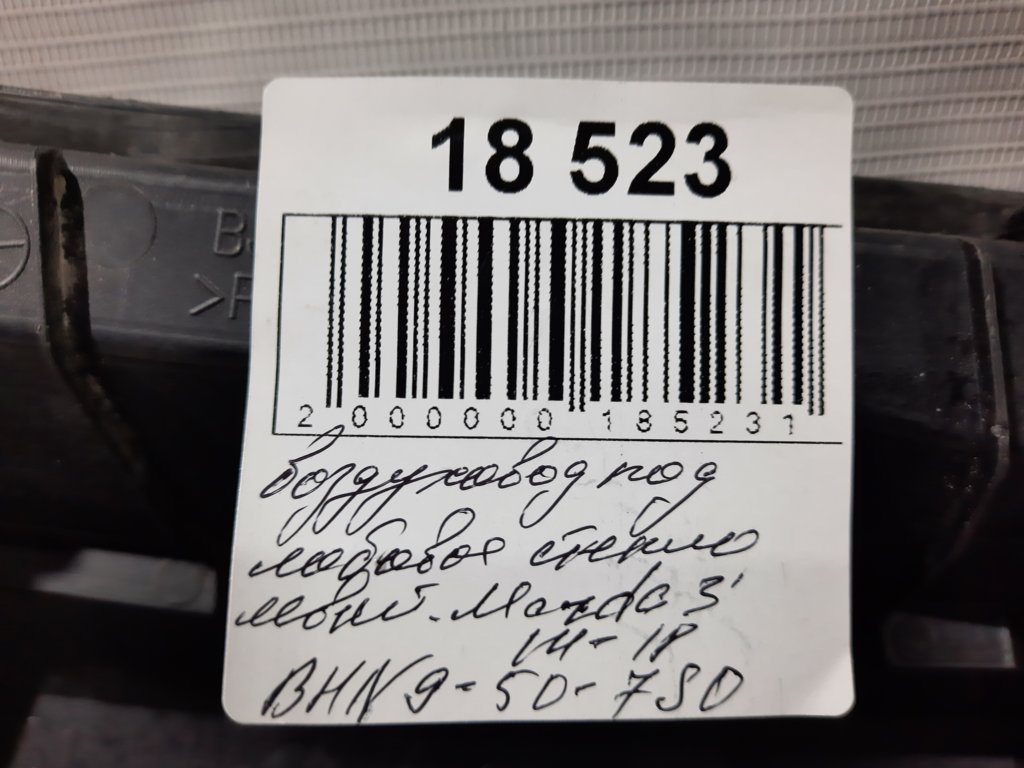 18 523
2 000000 185231
B
>P
Воздуховод под
лобовое стекло
левый. Mazda 3
14-18
BHN9-50-7S0